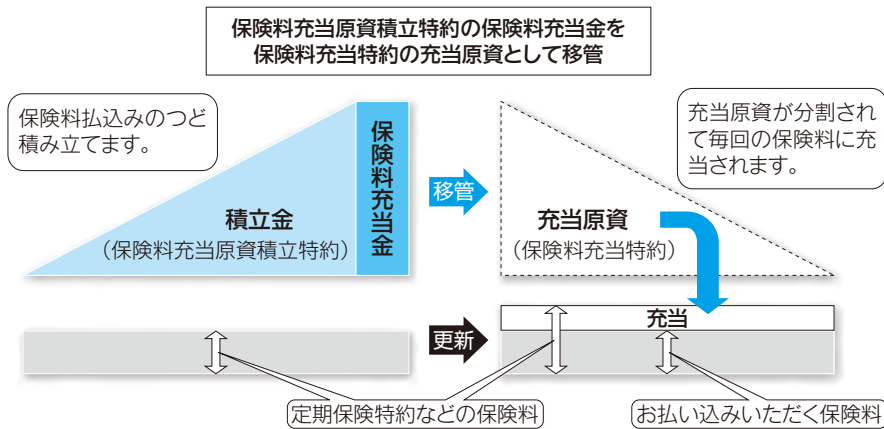 保険料充当原資積立特約の保険料充当金を
保険料充当特約の充当原資として移管
保険料払込みのつど
積み立てます。
積立金
(保険料充当原資積立特約)
保険料充当金
移管
充当原資が分割され
て毎回の保険料に充
当されます。
充当原資
(保険料充当特約)
更新
充当
定期保険特約などの保険料
お払い込みいただく保険料